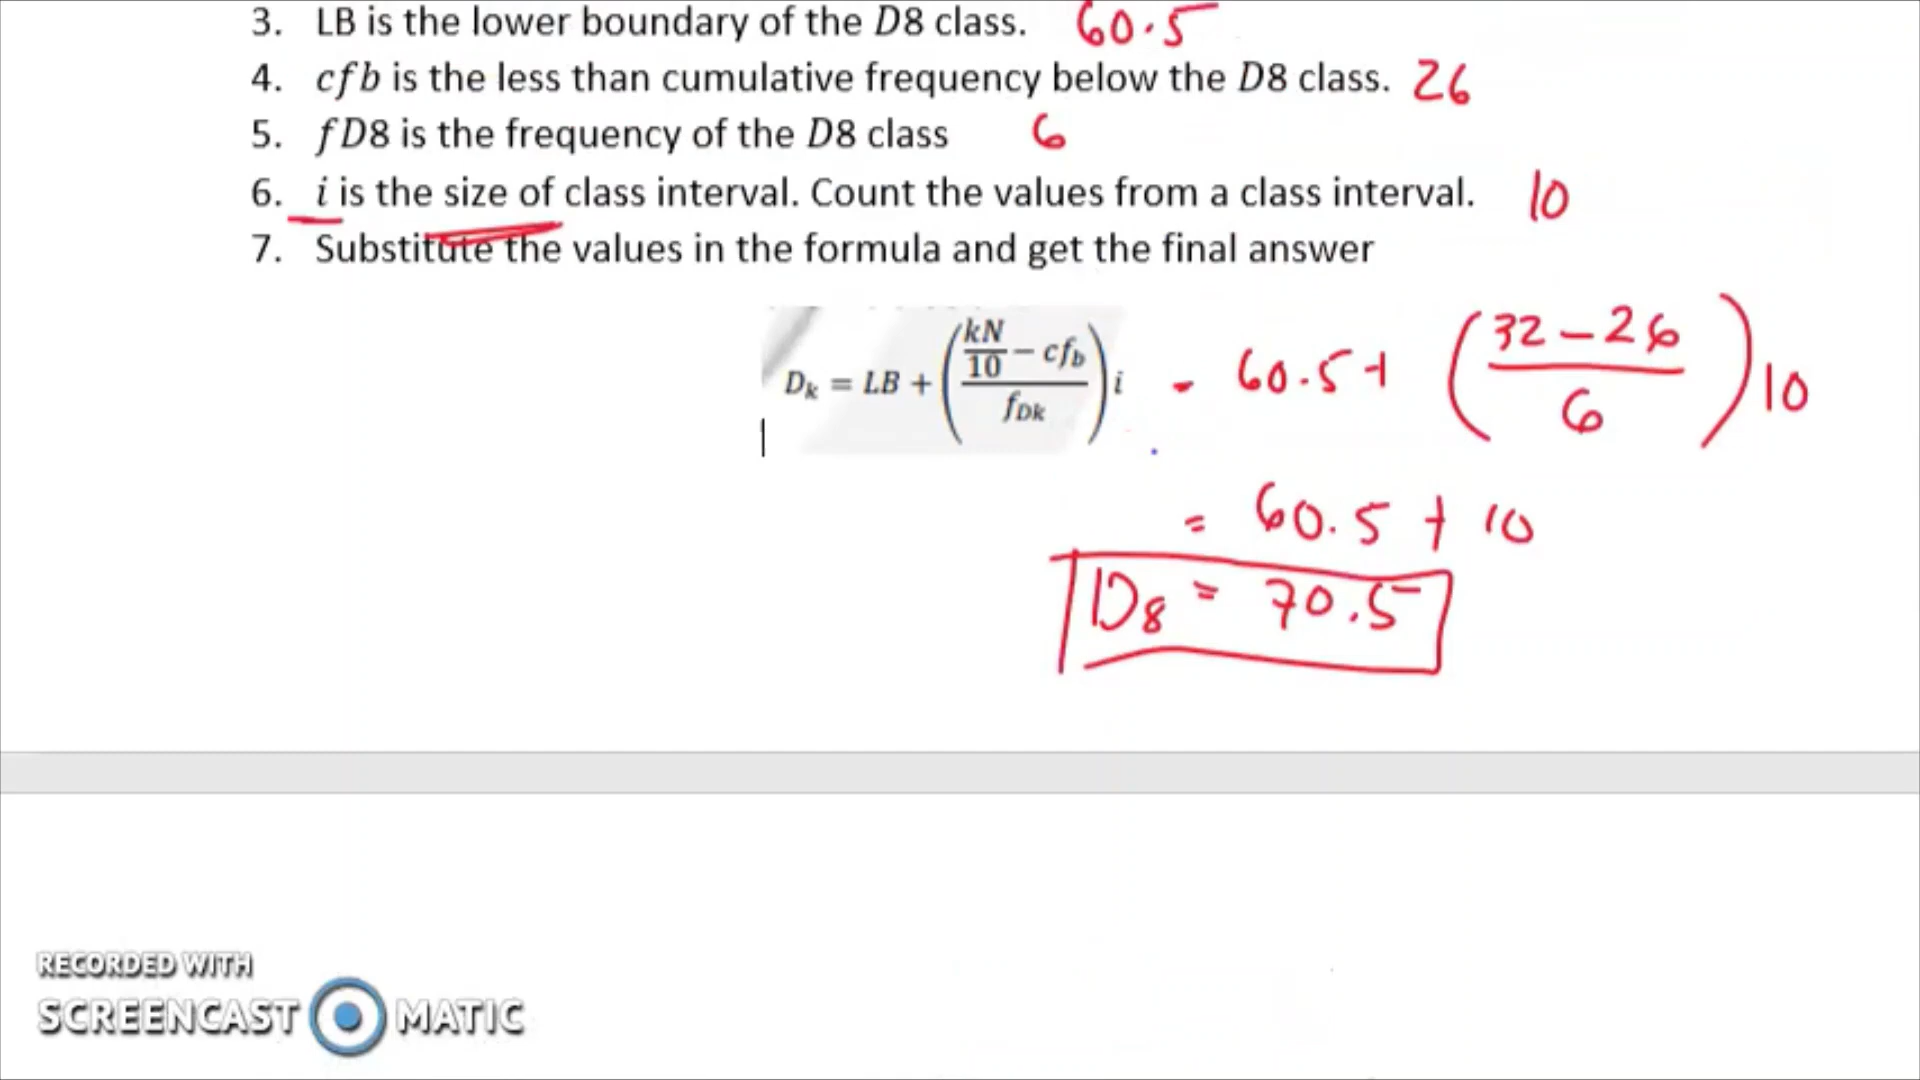 3. LB is the lower boundary of the D8 class. 60.5
4. cfb is the less than cumulative frequency below the D8 class. 26
5. fD8 is the frequency of the D8 class 6
6. i is the size of class interval. Count the values from a class interval. 10
7. Substitute the values in the formula and get the final answer
D_k = LB + ( (kN/10 − cf_b) / f_Dk ) i - 60.5 + ( (32 − 26) / 6 ) 10
= 60.5 + 10
D_8 = 70.5
RECORDED WITH
SCREENCAST MATIC